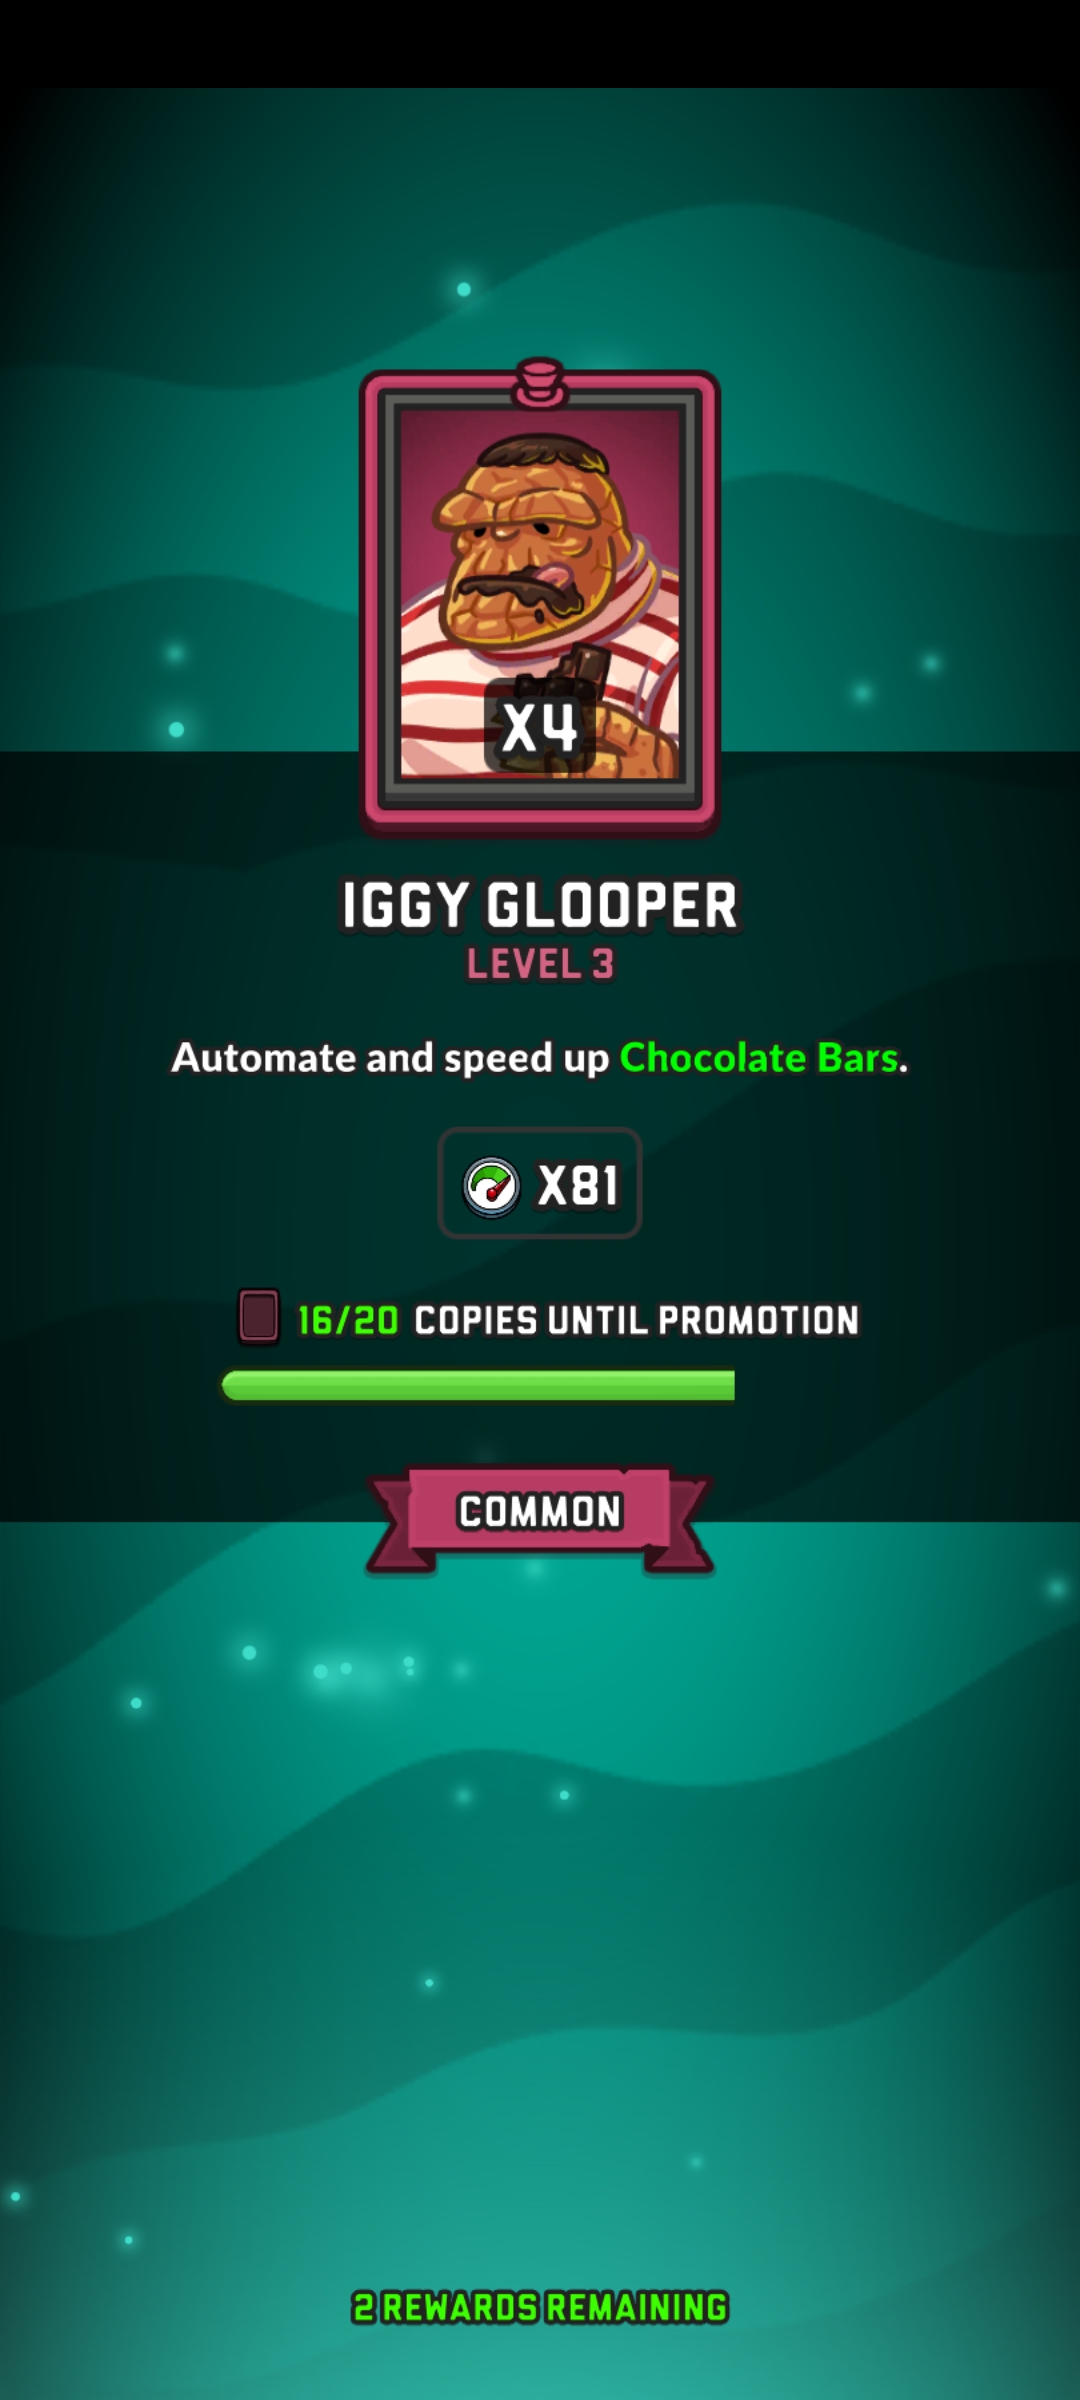 X4
IGGY GLOOPER
LEVEL 3
Automate and speed up Chocolate Bars.
X81
16/20 COPIES UNTIL PROMOTION
COMMON
2 REWARDS REMAINING